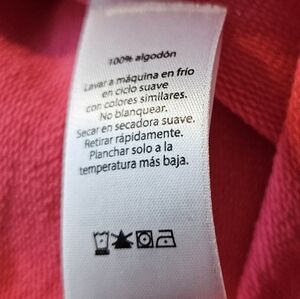 100% algodón
Lavar a máquina en frío
en ciclo suave
con colores similares.
No blanquear.
Secar en secadora suave.
Retirar rápidamente.
Planchar solo a la
temperatura más baja.